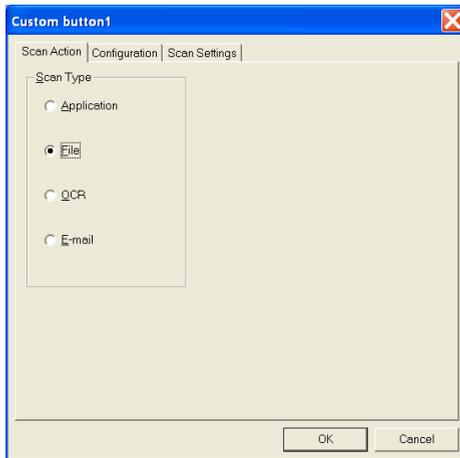 Custom button1
Scan Action Configuration Scan Settings
Scan Type
Application
File
OCR
E-mail
OK Cancel